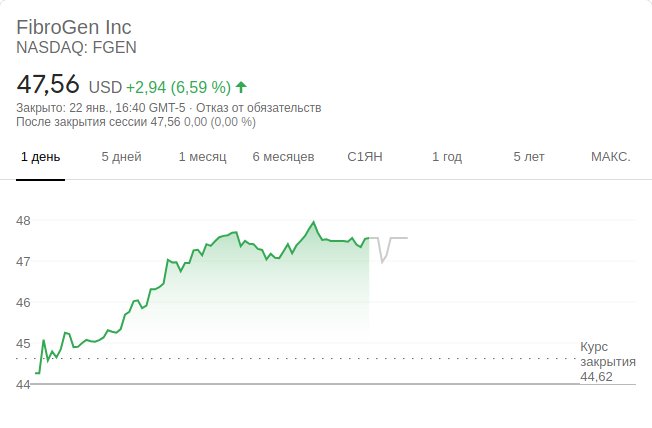 FibroGen Inc
NASDAQ: FGEN
47,56 USD +2,94 (6,59 %)
Закрыто: 22 янв., 16:40 GMT-5 · Отказ от обязательств
После закрытия сессии 47,56 0,00 (0,00 %)
1 день 5 дней 1 месяц 6 месяцев С1ЯН 1 год 5 лет МАКС.
48
47
46
45
Курс
закрытия
44,62
44